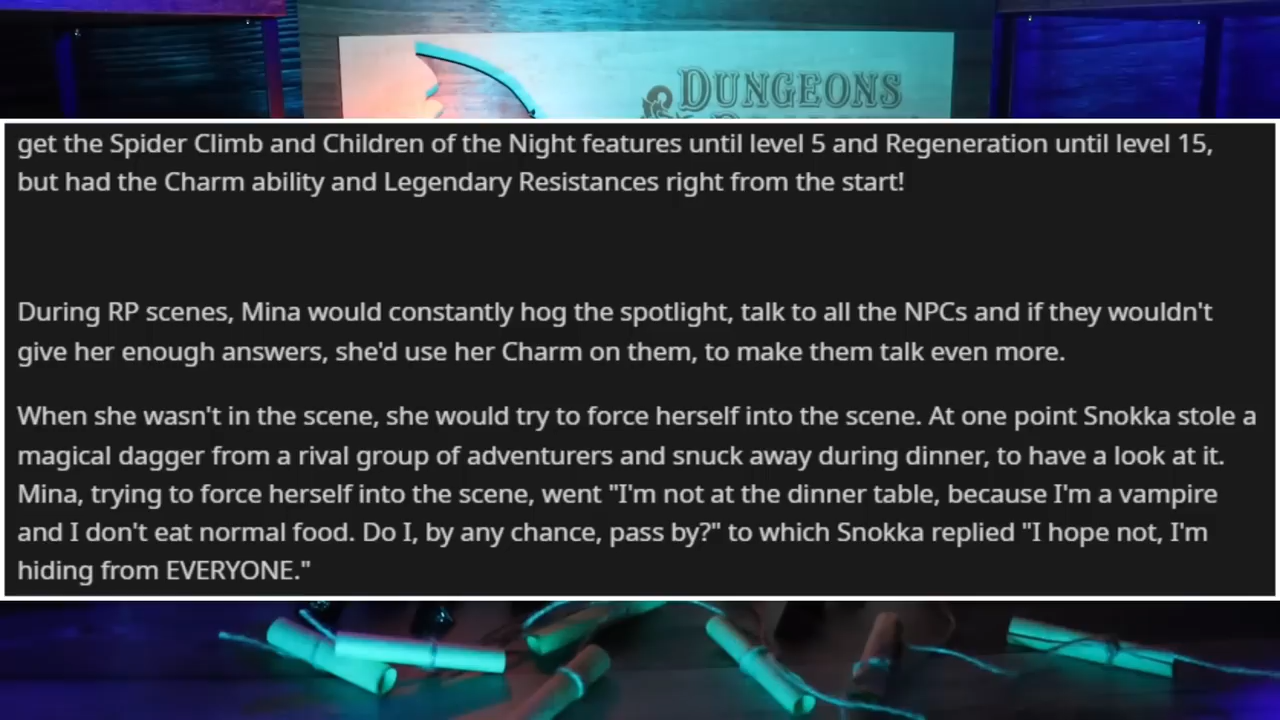 DUNGEONS
get the Spider Climb and Children of the Night features until level 5 and Regeneration until level 15,
but had the Charm ability and Legendary Resistances right from the start!
During RP scenes, Mina would constantly hog the spotlight, talk to all the NPCs and if they wouldn't
give her enough answers, she'd use her Charm on them, to make them talk even more.
When she wasn't in the scene, she would try to force herself into the scene. At one point Snokka stole a
magical dagger from a rival group of adventurers and snuck away during dinner, to have a look at it.
Mina, trying to force herself into the scene, went "I'm not at the dinner table, because I'm a vampire
and I don't eat normal food. Do I, by any chance, pass by?" to which Snokka replied "I hope not, I'm
hiding from EVERYONE."